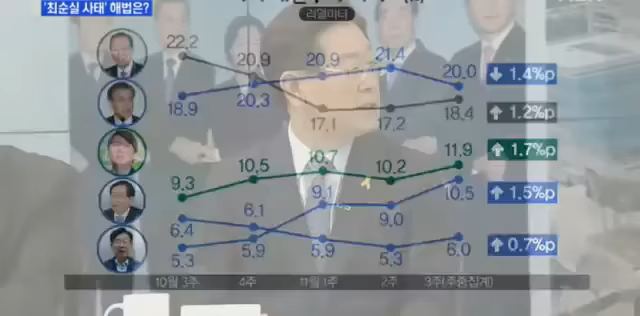 '최순실 사태' 해법은?
리얼미터
22.2 20.9 20.9 21.4 20.0 1.4%p
18.9 20.3 17.1 17.2 18.4 1.2%p
9.3 10.5 10.7 10.2 11.9 1.7%p
6.4 6.1 9.1 9.0 10.5 1.5%p
5.3 5.9 5.9 5.3 6.0 0.7%p
10월 3주 4주 11월 1주 2주 3주(주중집계)